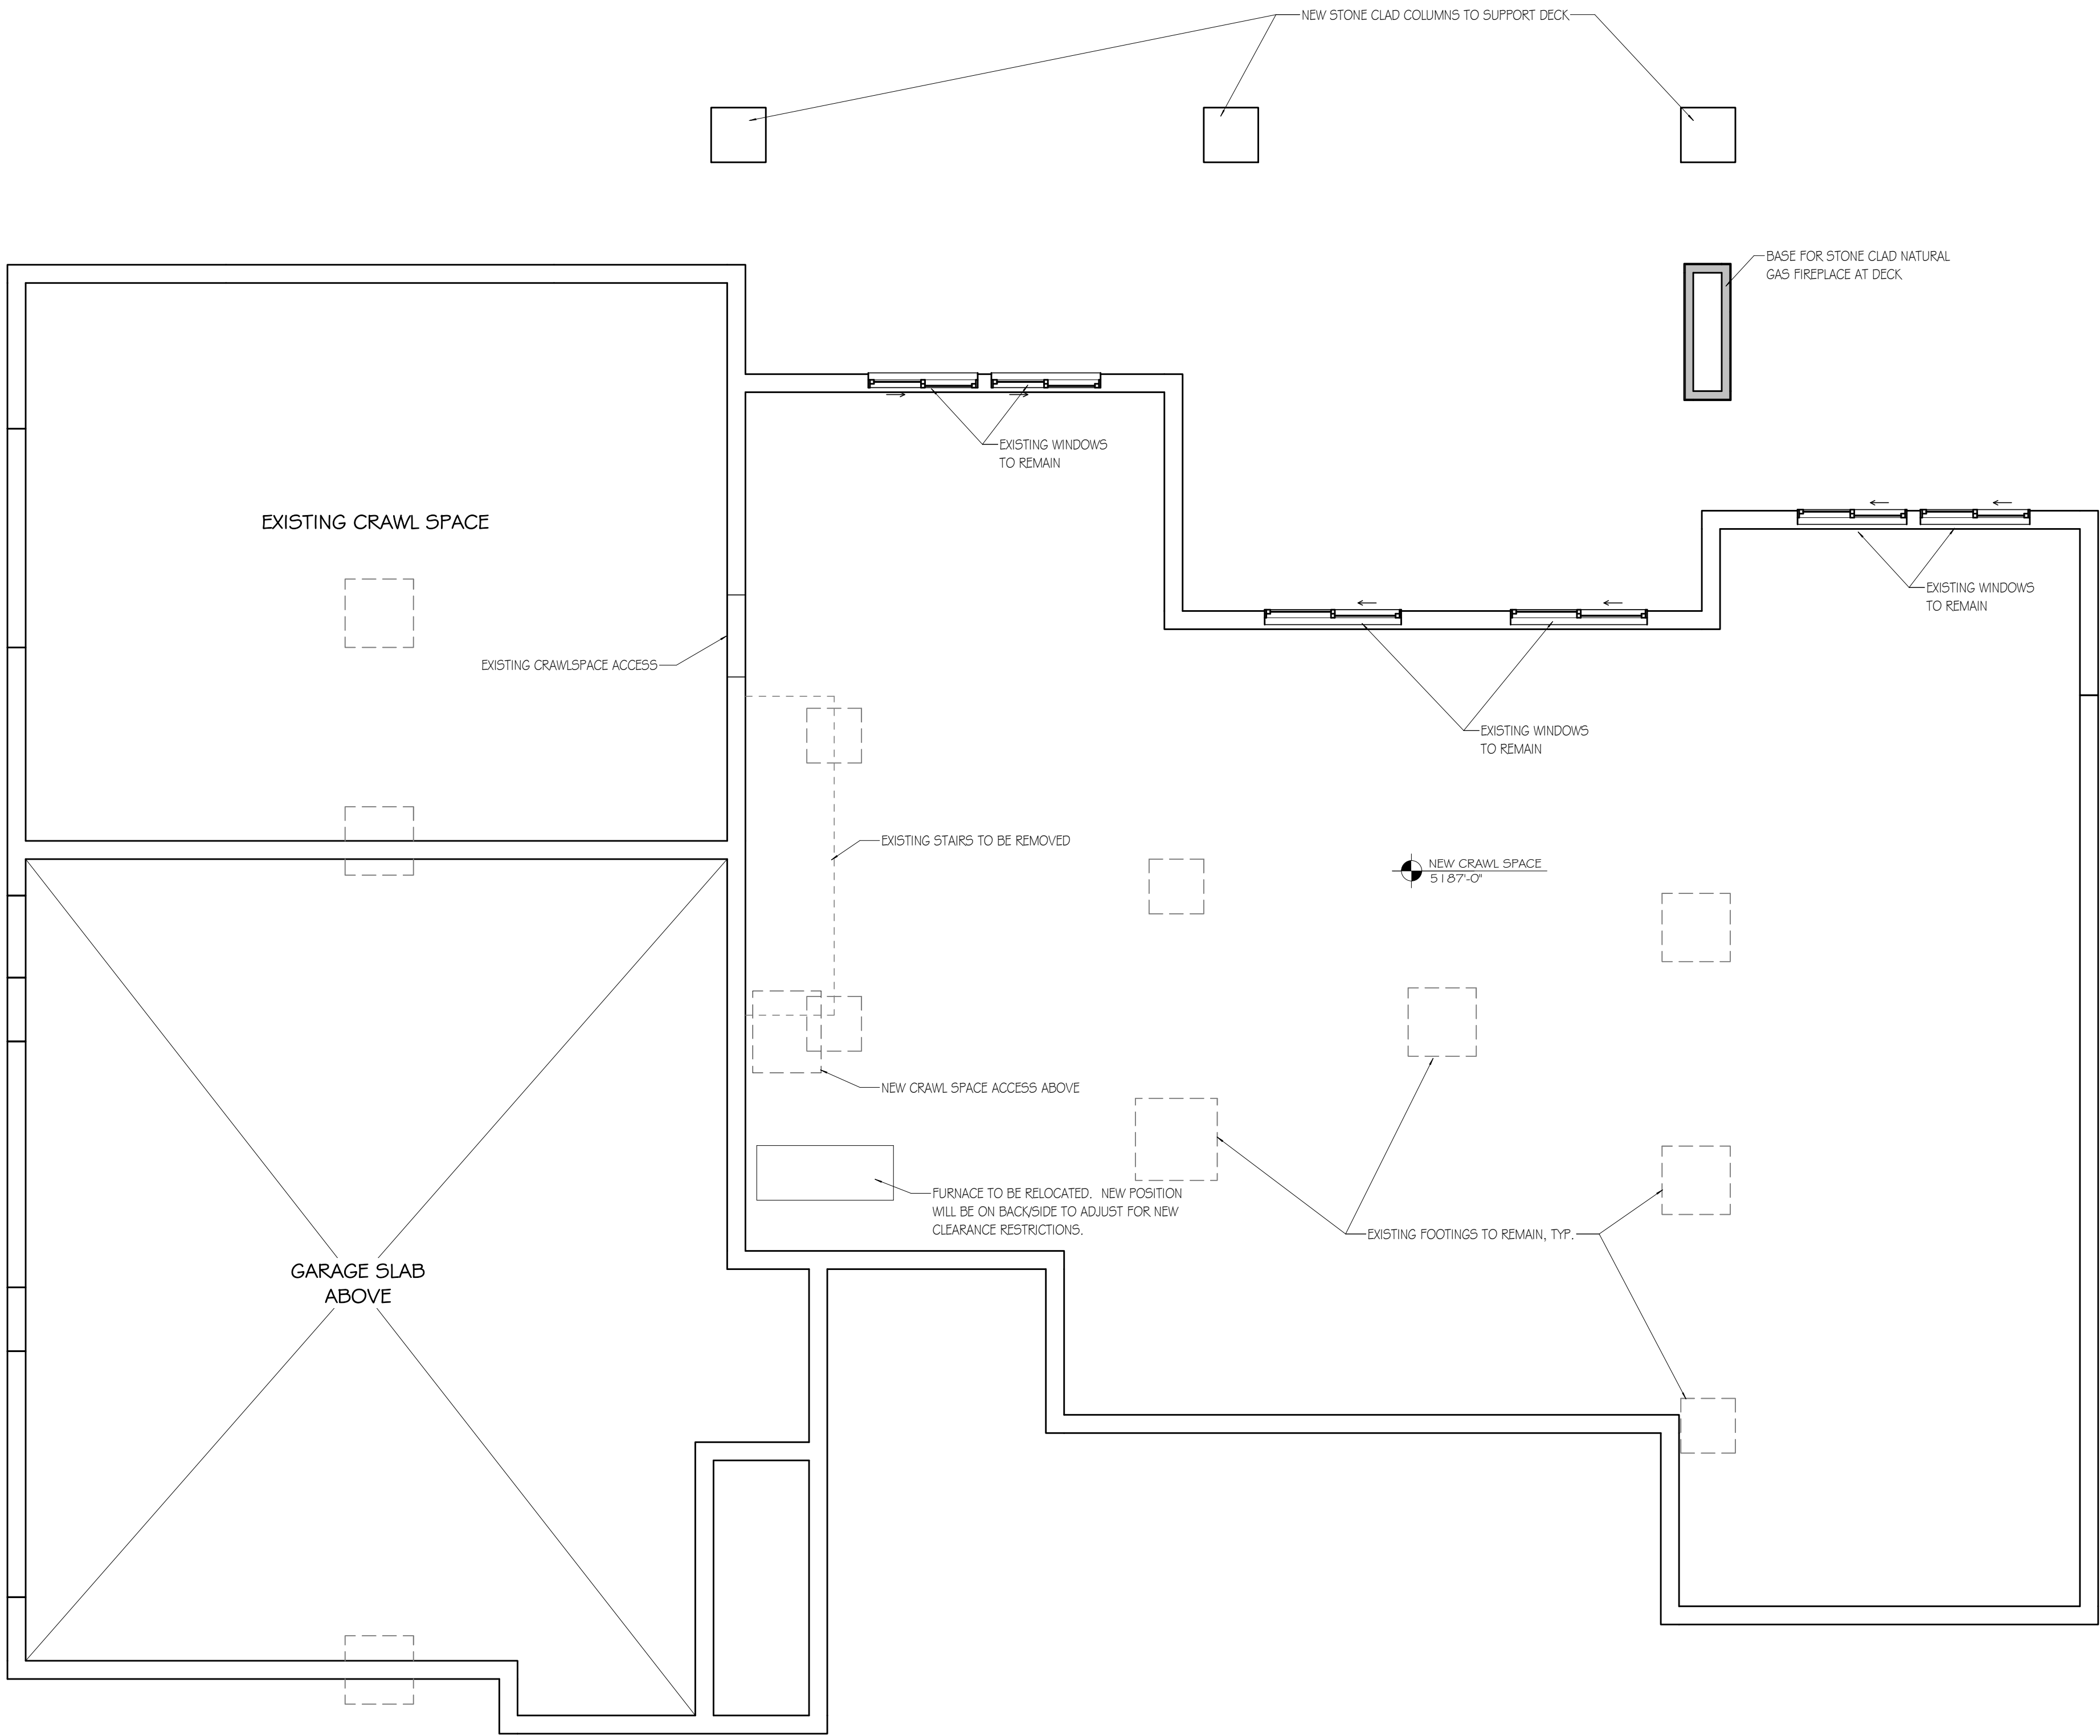 NEW STONE CLAD COLUMNS TO SUPPORT DECK
BASE FOR STONE CLAD NATURAL
GAS FIREPLACE AT DECK
EXISTING WINDOWS
TO REMAIN
EXISTING CRAWL SPACE
EXISTING WINDOWS
TO REMAIN
EXISTING CRAWLSPACE ACCESS
EXISTING WINDOWS
TO REMAIN
EXISTING STAIRS TO BE REMOVED
NEW CRAWL SPACE
5187'-0"
NEW CRAWL SPACE ACCESS ABOVE
FURNACE TO BE RELOCATED. NEW POSITION
WILL BE ON BACK/SIDE TO ADJUST FOR NEW
CLEARANCE RESTRICTIONS.
EXISTING FOOTINGS TO REMAIN, TYP.
GARAGE SLAB
ABOVE